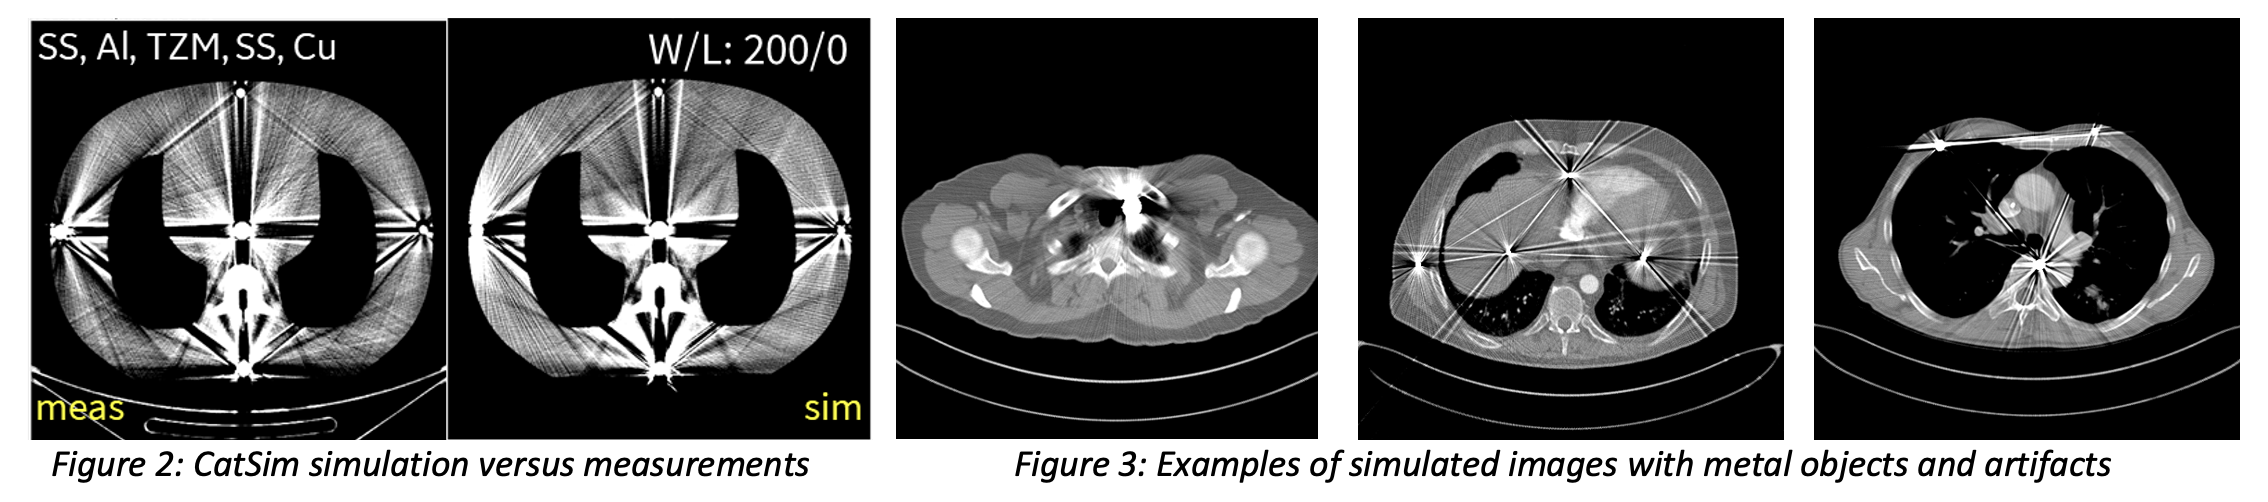 SS, Al, TZM, SS, Cu
W/L: 200/0
meas
sim
Figure 2: CatSim simulation versus measurements
Figure 3: Examples of simulated images with metal objects and artifacts